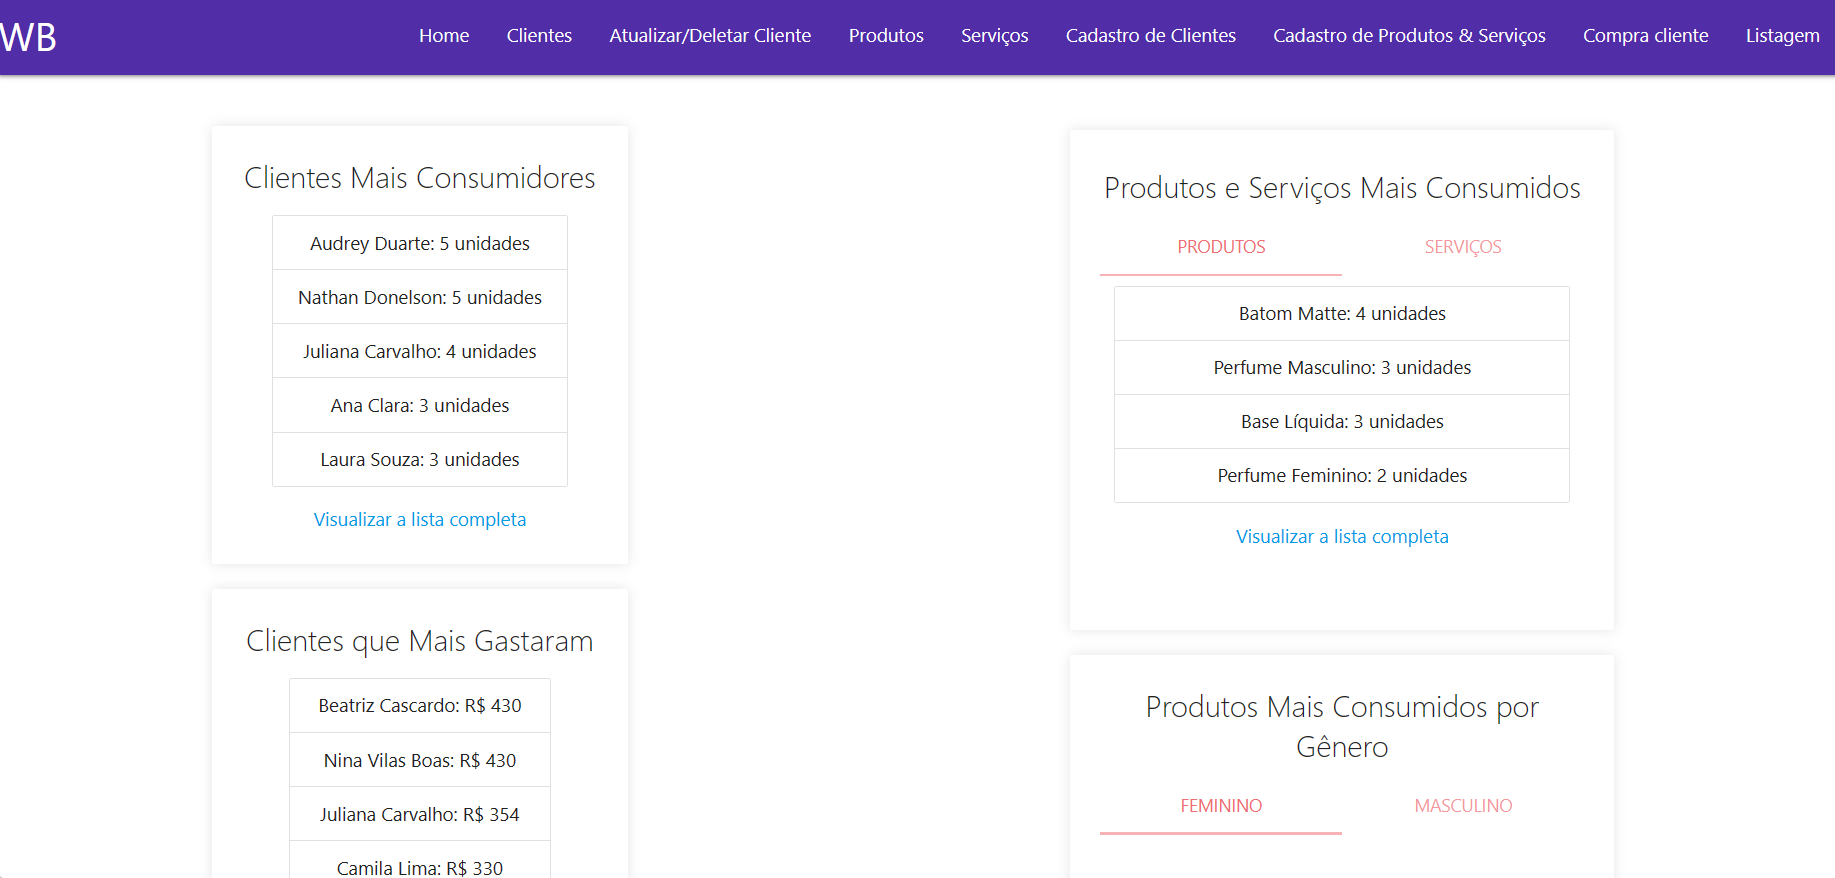 WB
Home
Clientes
Atualizar/Deletar Cliente
Produtos
Serviços
Cadastro de Clientes
Cadastro de Produtos & Serviços
Compra cliente
Listagem
Clientes Mais Consumidores
Audrey Duarte: 5 unidades
Nathan Donelson: 5 unidades
Juliana Carvalho: 4 unidades
Ana Clara: 3 unidades
Laura Souza: 3 unidades
Visualizar a lista completa
Clientes que Mais Gastaram
Beatriz Cascardo: R$ 430
Nina Vilas Boas: R$ 430
Juliana Carvalho: R$ 354
Camila Lima: R$ 330
Produtos e Serviços Mais Consumidos
PRODUTOS
SERVIÇOS
Batom Matte: 4 unidades
Perfume Masculino: 3 unidades
Base Líquida: 3 unidades
Perfume Feminino: 2 unidades
Visualizar a lista completa
Produtos Mais Consumidos por
Gênero
FEMININO
MASCULINO